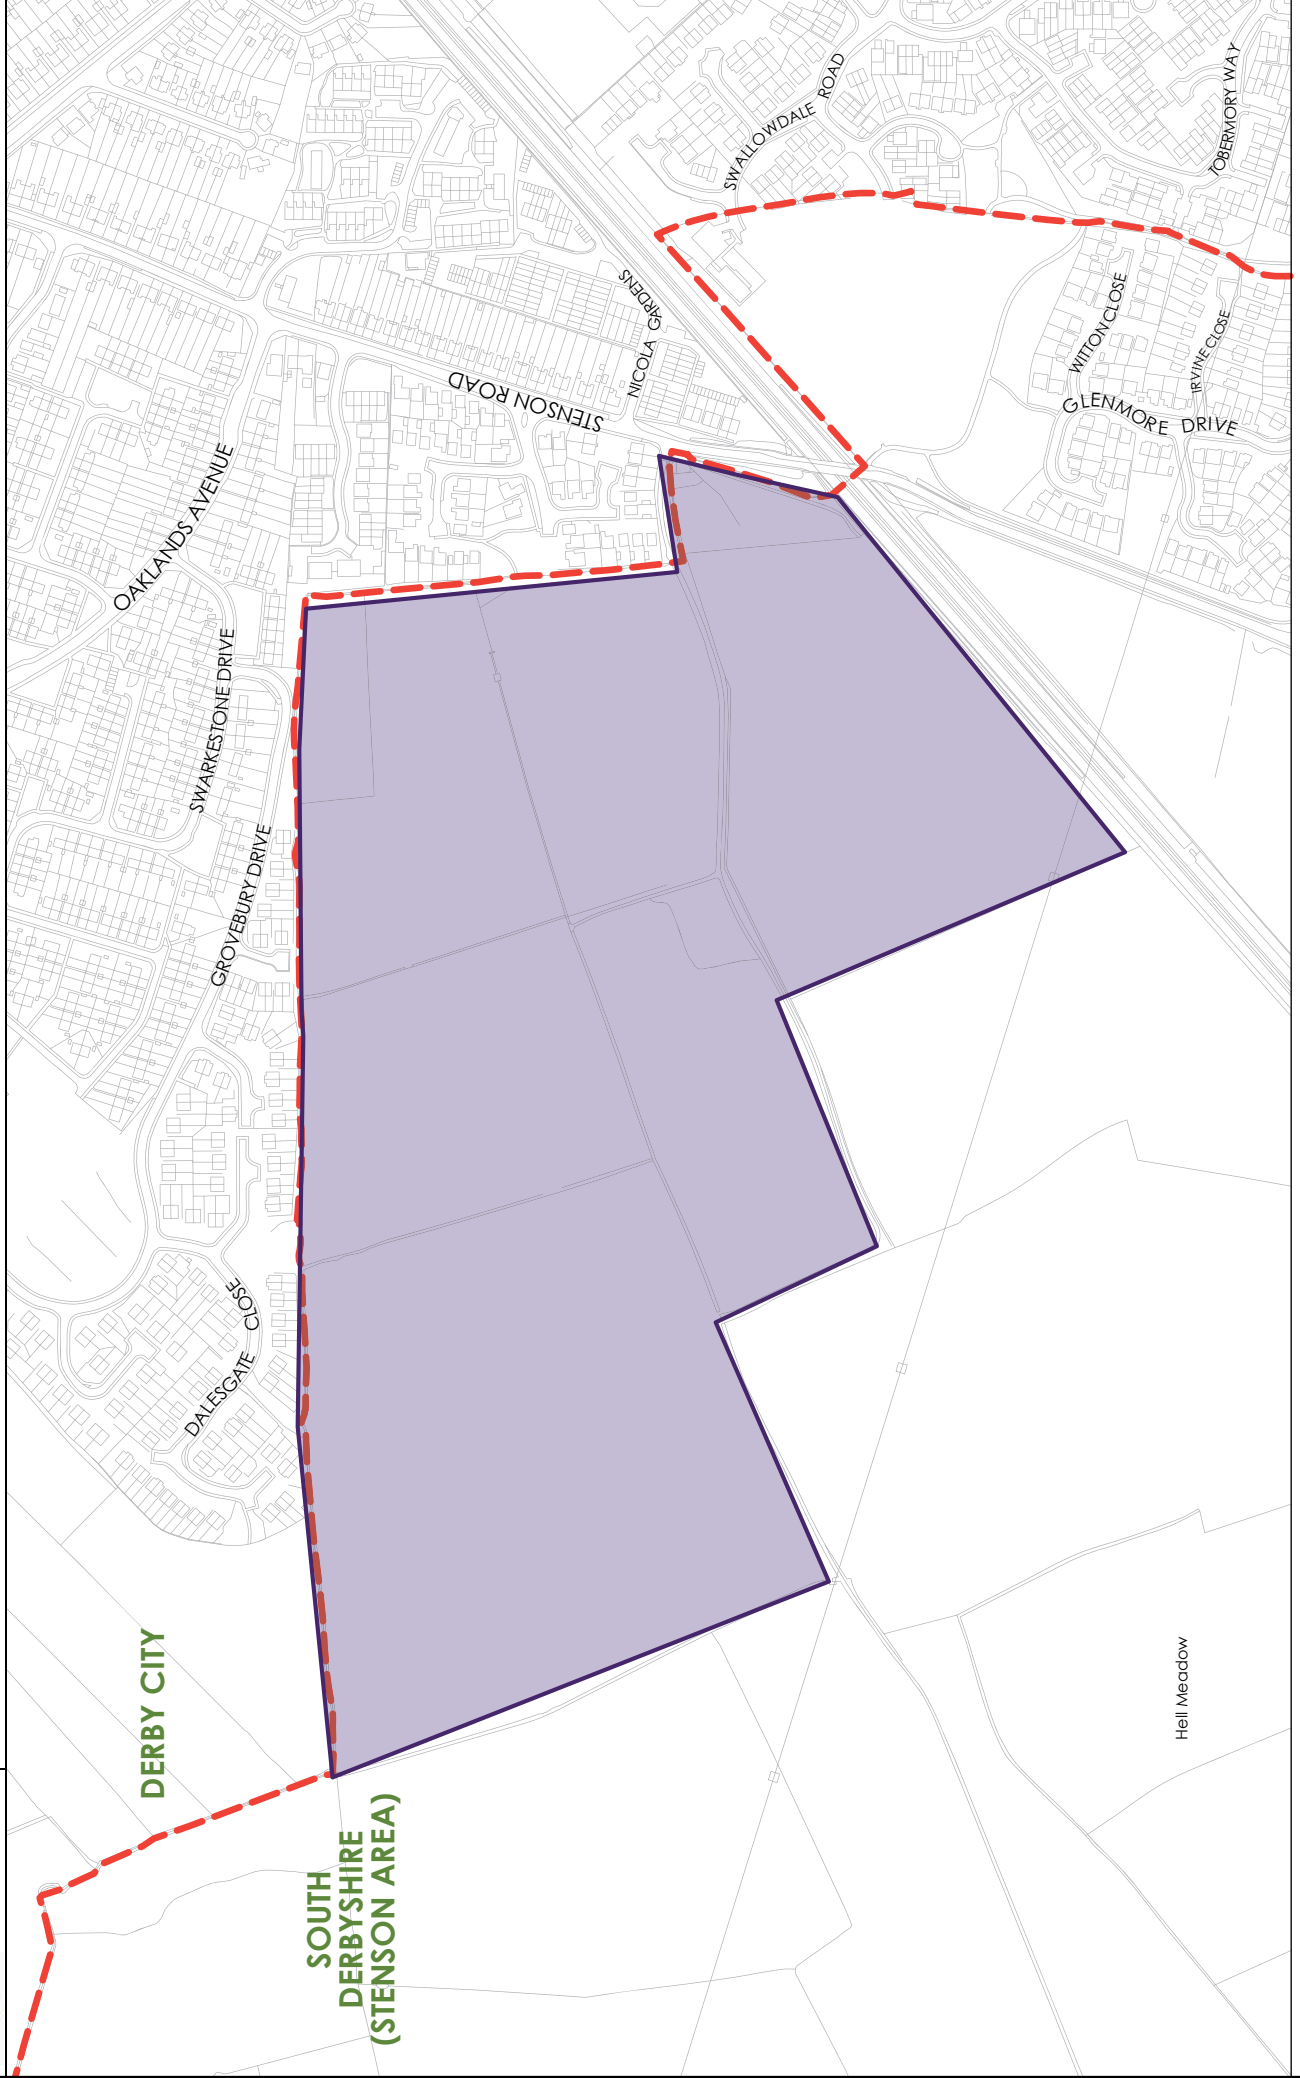 SWALLOWDALE ROAD
TOBERMORY WAY
NICOLA GARDENS
STENSON ROAD
WITTON CLOSE
IRVINE CLOSE
GLENMORE DRIVE
OAKLANDS AVENUE
SWARKESTONE DRIVE
GROVEBURY DRIVE
DALESGATE CLOSE
DERBY CITY
SOUTH
DERBYSHIRE
(STENSON AREA)
Hell Meadow